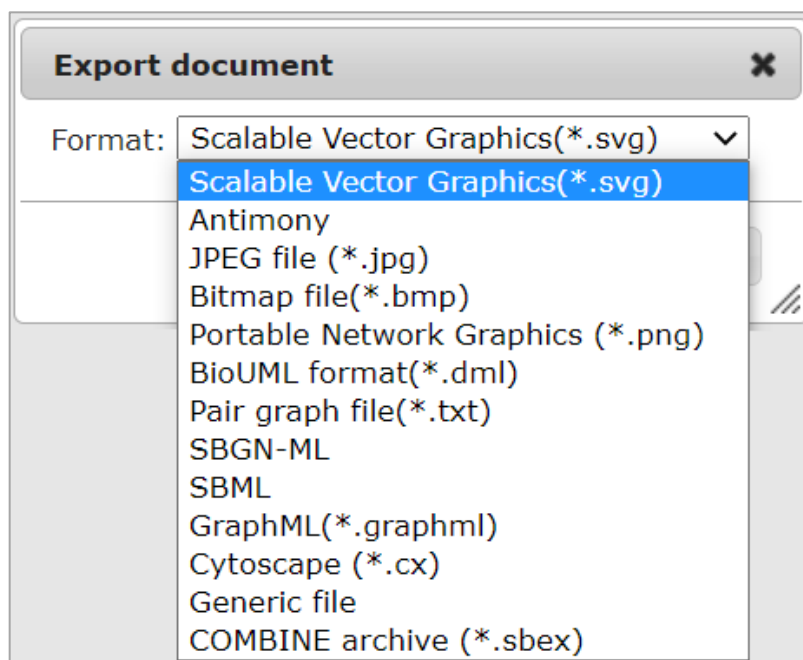 Export document
Format: Scalable Vector Graphics(*.svg)
Scalable Vector Graphics(*.svg)
Antimony
JPEG file (*.jpg)
Bitmap file(*.bmp)
Portable Network Graphics (*.png)
BioUML format(*.dml)
Pair graph file(*.txt)
SBGN-ML
SBML
GraphML(*.graphml)
Cytoscape (*.cx)
Generic file
COMBINE archive (*.sbex)